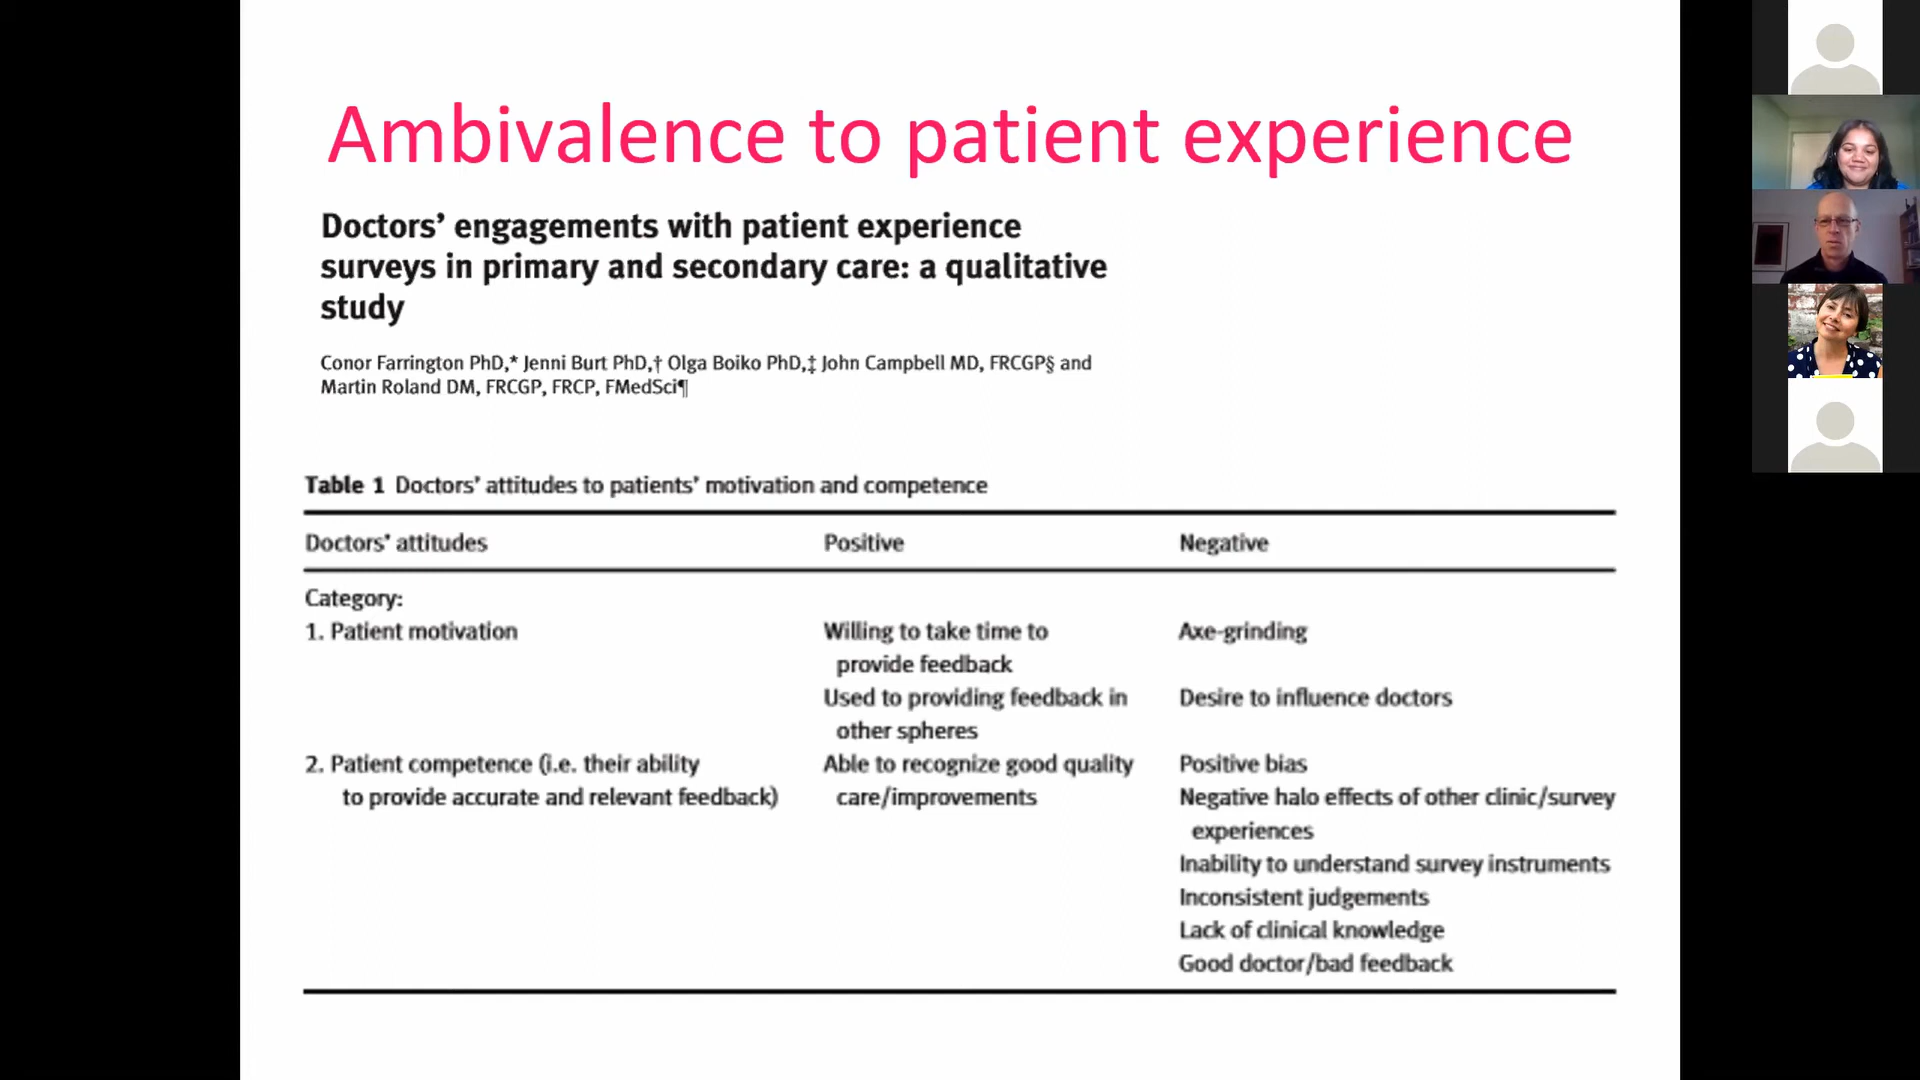 Ambivalence to patient experience
Doctors’ engagements with patient experience
surveys in primary and secondary care: a qualitative
study
Conor Farrington PhD,* Jenni Burt PhD,† Olga Boiko PhD,‡ John Campbell MD, FRCGP§ and
Martin Roland DM, FRCGP, FRCP, FMedSci¶
Table 1 Doctors’ attitudes to patients’ motivation and competence
Doctors’ attitudes Positive Negative
Category:
1. Patient motivation Willing to take time to Axe-grinding
provide feedback
Used to providing feedback in Desire to influence doctors
other spheres
2. Patient competence (i.e. their ability Able to recognize good quality Positive bias
to provide accurate and relevant feedback) care/improvements Negative halo effects of other clinic/survey
experiences
Inability to understand survey instruments
Inconsistent judgements
Lack of clinical knowledge
Good doctor/bad feedback